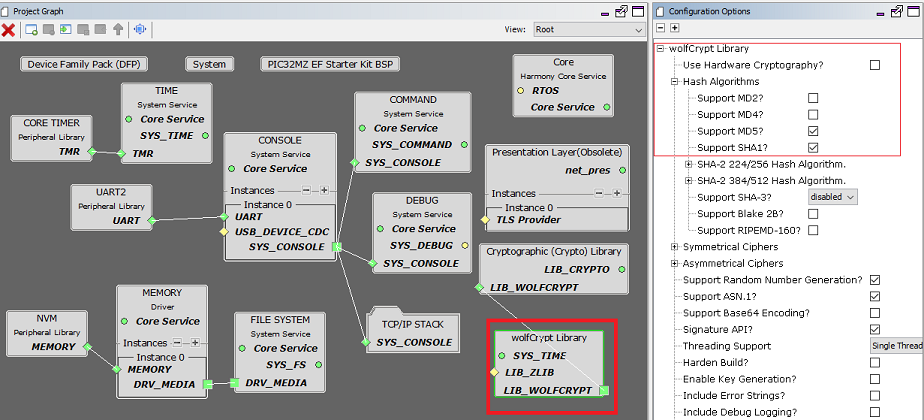 Project Graph
View: Root
Device Family Pack (DFP)
System
PIC32MZ EF Starter Kit BSP
Core
Harmony Core Service
RTOS
Core Service
TIME
System Service
Core Service
SYS_TIME
TMR
CORE TIMER
Peripheral Library
TMR
COMMAND
System Service
Core Service
SYS_COMMAND
SYS_CONSOLE
CONSOLE
System Service
Core Service
Instances
Instance 0
UART
USB_DEVICE_CDC
SYS_CONSOLE
UART2
Peripheral Library
UART
Presentation Layer(Obsolete)
net_pres
Instances
Instance 0
TLS Provider
DEBUG
System Service
Core Service
SYS_DEBUG
SYS_CONSOLE
Cryptographic (Crypto) Library
LIB_CRYPTO
LIB_WOLFCRYPT
MEMORY
Driver
Core Service
Instances
Instance 0
MEMORY
DRV_MEDIA
NVM
Peripheral Library
MEMORY
FILE SYSTEM
System Service
Core Service
SYS_FS
DRV_MEDIA
TCP/IP STACK
SYS_CONSOLE
wolfCrypt Library
SYS_TIME
LIB_ZLIB
LIB_WOLFCRYPT
Configuration Options
wolfCrypt Library
Use Hardware Cryptography?
Hash Algorithms
Support MD2?
Support MD4?
Support MD5?
Support SHA1?
SHA-2 224/256 Hash Algorithm.
SHA-2 384/512 Hash Algorithm.
Support SHA-3? disabled
Support Blake 2B?
Support RIPEMD-160?
Symmetrical Ciphers
Asymmetrical Ciphers
Support Random Number Generation?
Support ASN.1?
Support Base64 Encoding?
Signature API?
Threading Support Single Thread
Harden Build?
Enable Key Generation?
Include Error Strings?
Include Debug Logging?